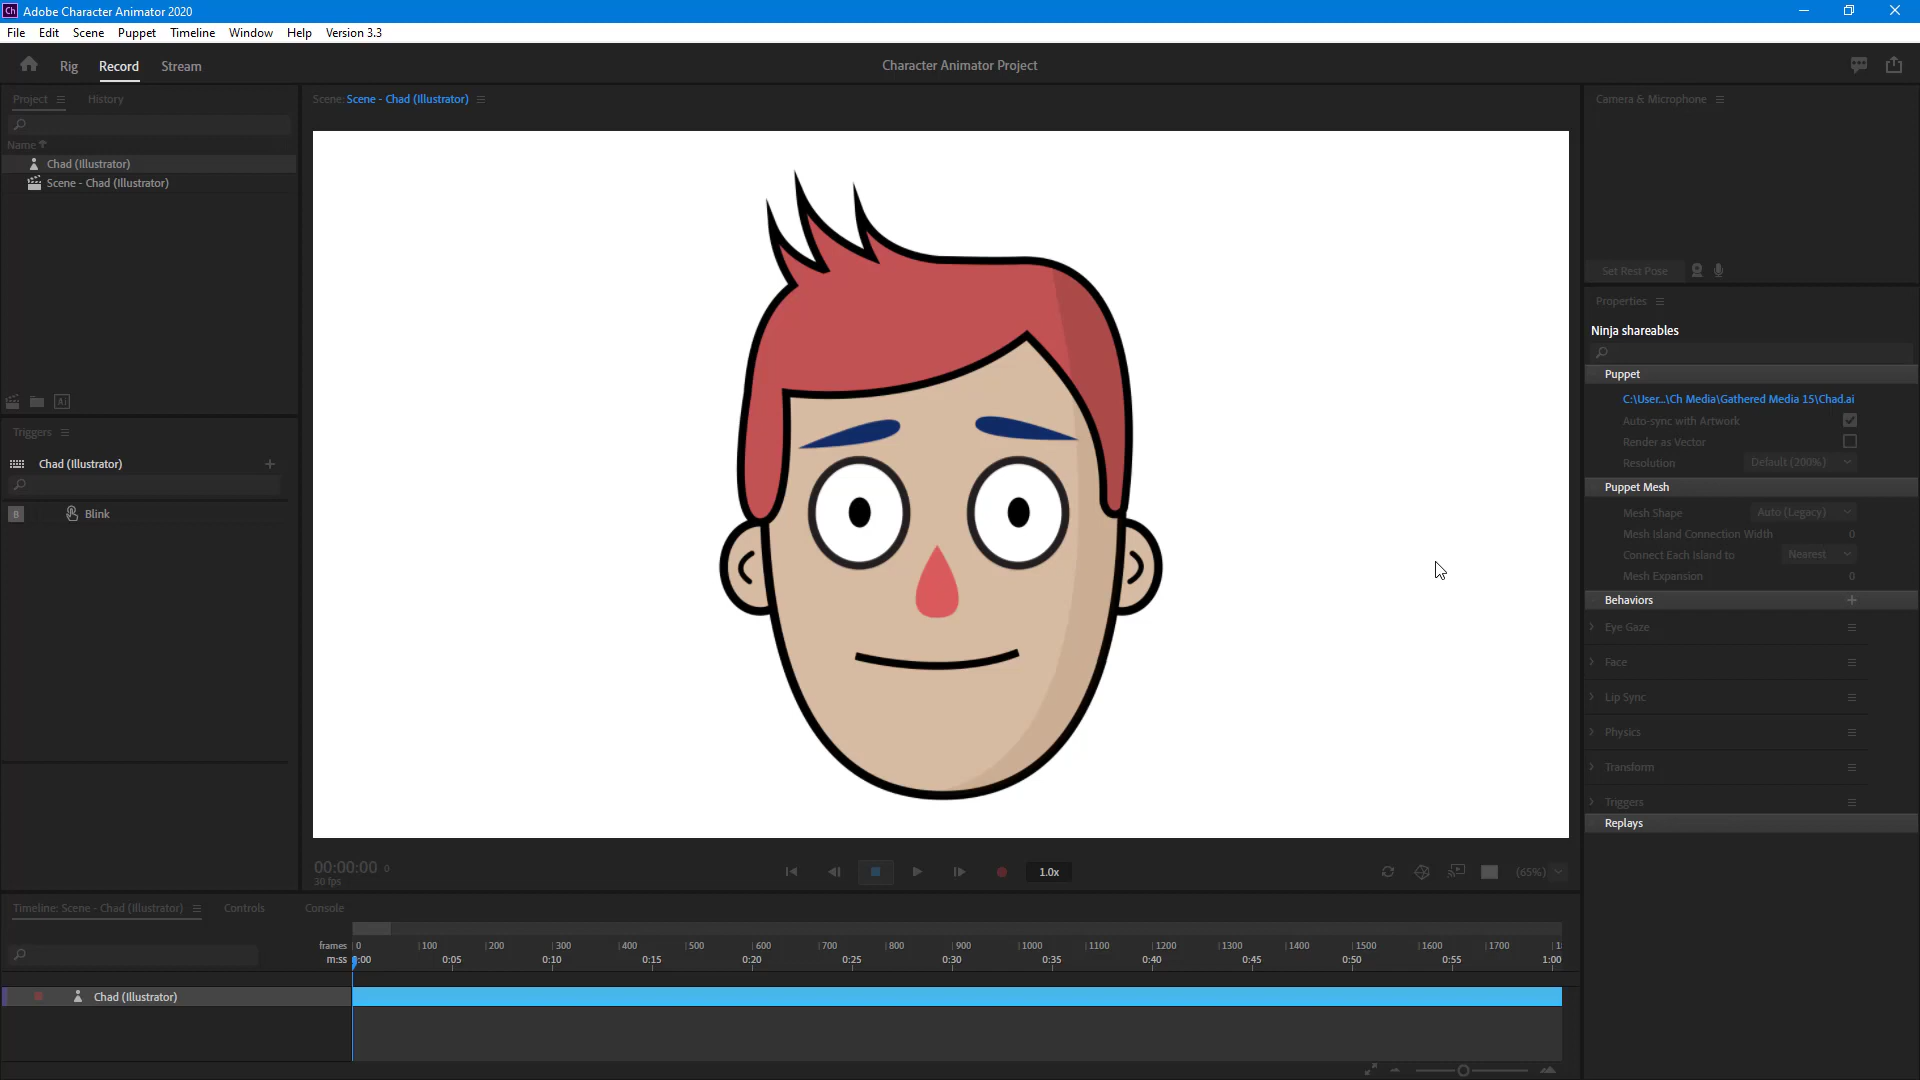 Ch Adobe Character Animator 2020
File Edit Scene Puppet Timeline Window Help Version 3.3
Rig Record Stream
Character Animator Project
Project History
Name
Chad (Illustrator)
Scene - Chad (Illustrator)
Ai
Triggers
Chad (Illustrator)
B Blink
Scene: Scene - Chad (Illustrator)
00:00:00 0
30 fps
1.0x
(65%)
Camera & Microphone
Set Rest Pose
Properties
Ninja shareables
Puppet
C:\User...\Ch Media\Gathered Media 15\Chad.ai
Auto-sync with Artwork
Render as Vector
Resolution Default (200%)
Puppet Mesh
Mesh Shape Auto (Legacy)
Mesh Island Connection Width 0
Connect Each Island to Nearest
Mesh Expansion 0
Behaviors
Eye Gaze
Face
Lip Sync
Physics
Transform
Triggers
Replays
Timeline: Scene - Chad (Illustrator) Controls Console
frames 0 100 200 300 400 500 600 700 800 900 1000 1100 1200 1300 1400 1500 1600 1700
m:ss 0:00 0:05 0:10 0:15 0:20 0:25 0:30 0:35 0:40 0:45 0:50 0:55 1:00
Chad (Illustrator)